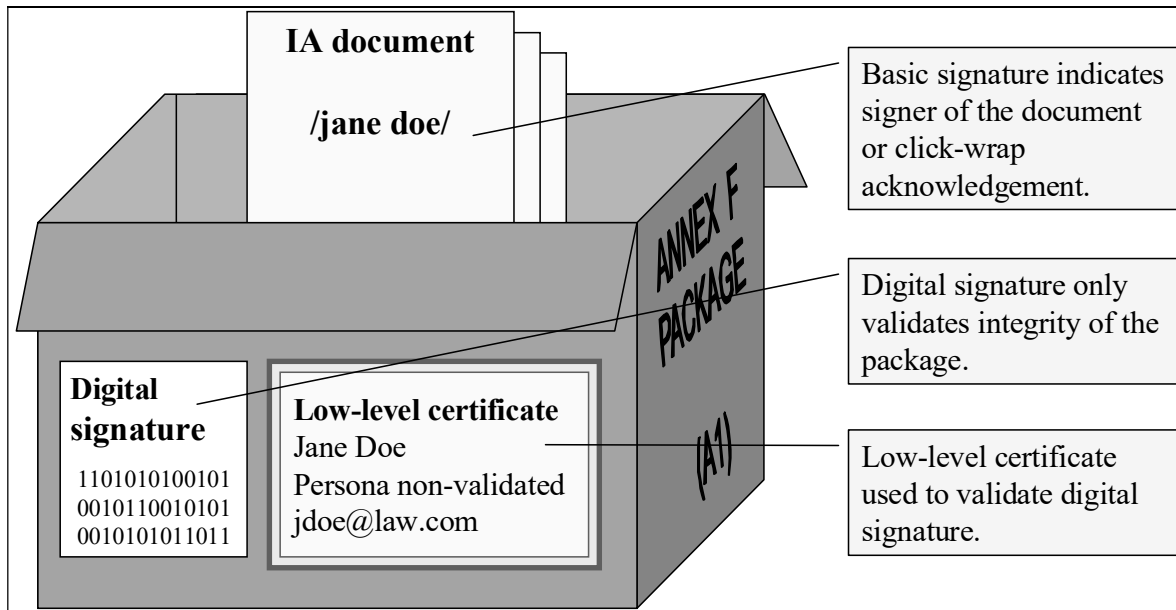 IA document
/jane doe/
Basic signature indicates
signer of the document
or click-wrap
acknowledgement.
ANNEX F
PACKAGE
(A1)
Digital signature only
validates integrity of the
package.
Digital
signature
1101010100101
0010110010101
0010101011011
Low-level certificate
Jane Doe
Persona non-validated
jdoe@law.com
Low-level certificate
used to validate digital
signature.